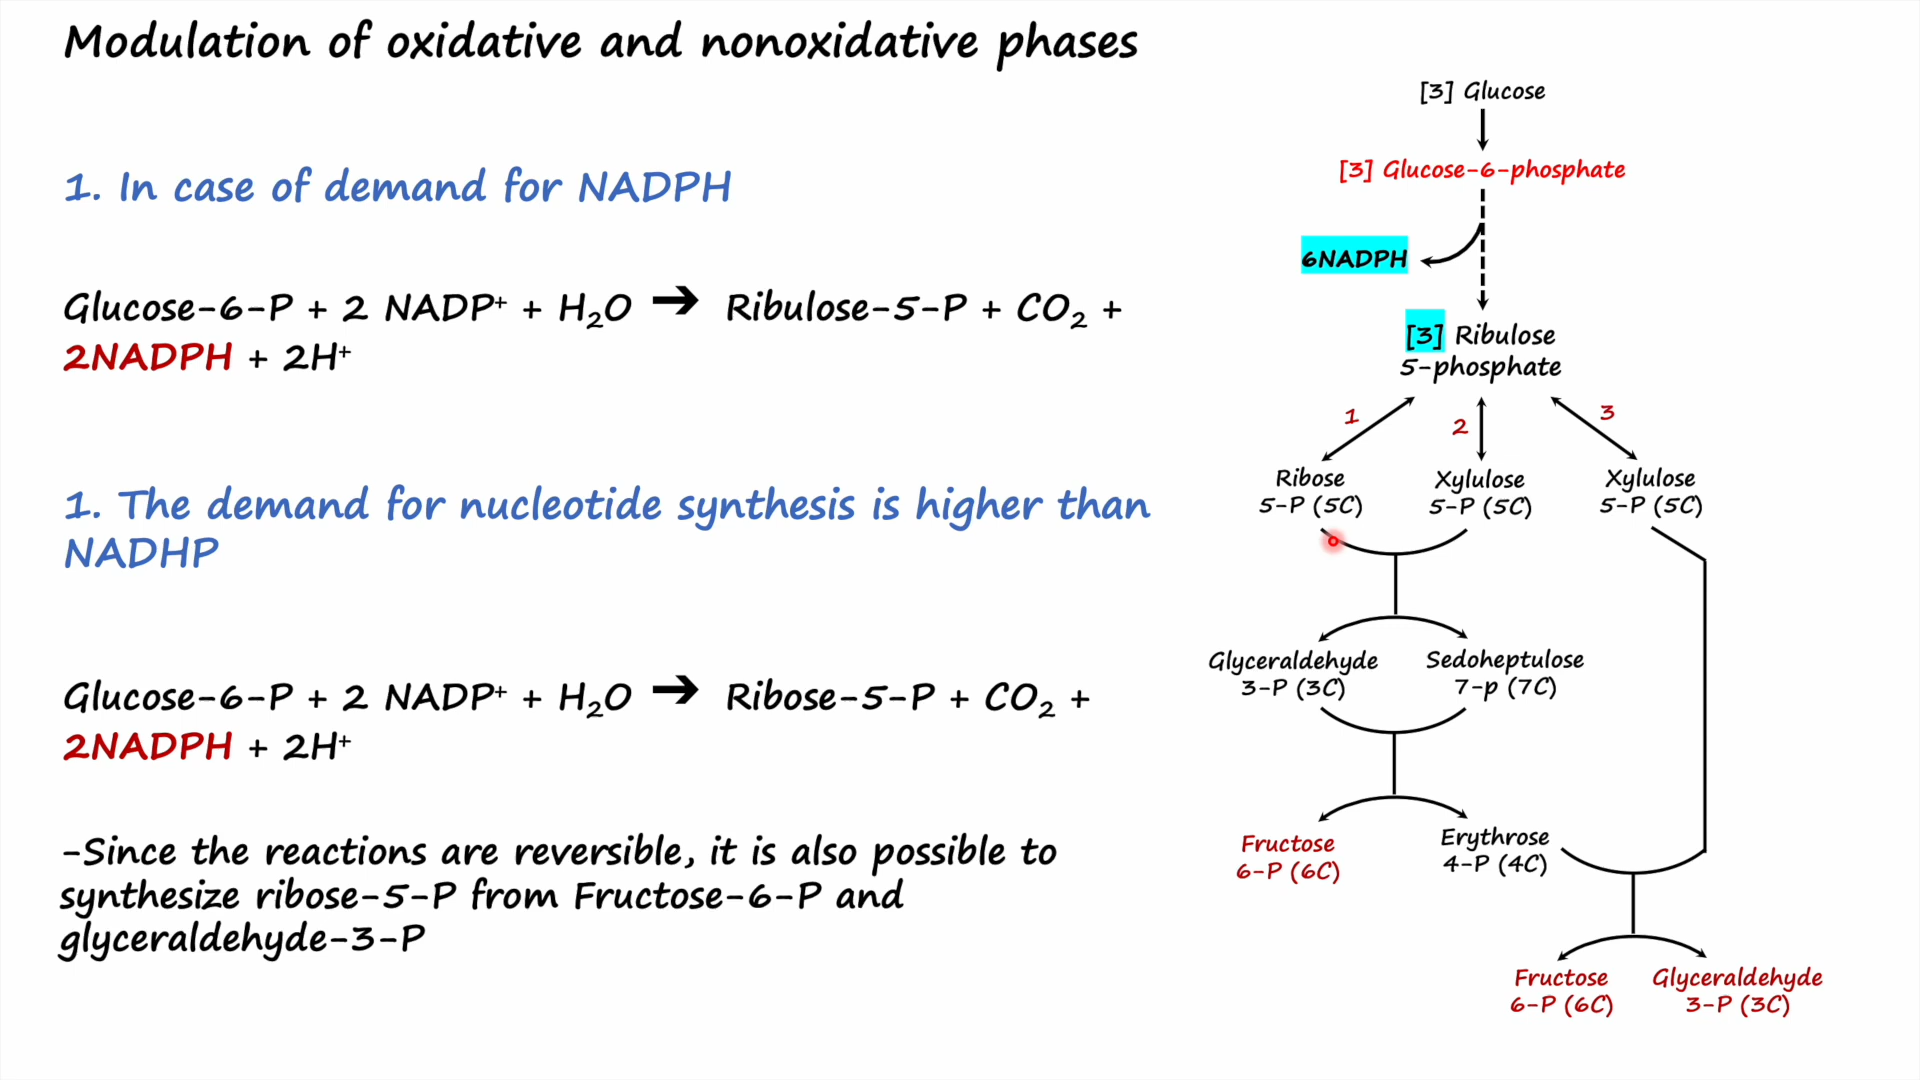 Modulation of oxidative and nonoxidative phases
1. In case of demand for NADPH
Glucose-6-P + 2 NADP⁺ + H₂O ➔ Ribulose-5-P + CO₂ +
2NADPH + 2H⁺
1. The demand for nucleotide synthesis is higher than
NADHP
Glucose-6-P + 2 NADP⁺ + H₂O ➔ Ribose-5-P + CO₂ +
2NADPH + 2H⁺
-Since the reactions are reversible, it is also possible to
synthesize ribose-5-P from Fructose-6-P and
glyceraldehyde-3-P
[3] Glucose
[3] Glucose-6-phosphate
6NADPH
[3] Ribulose
5-phosphate
1
2
3
Ribose
5-P (5C)
Xylulose
5-P (5C)
Xylulose
5-P (5C)
Glyceraldehyde
3-P (3C)
Sedoheptulose
7-p (7C)
Fructose
6-P (6C)
Erythrose
4-P (4C)
Fructose
6-P (6C)
Glyceraldehyde
3-P (3C)